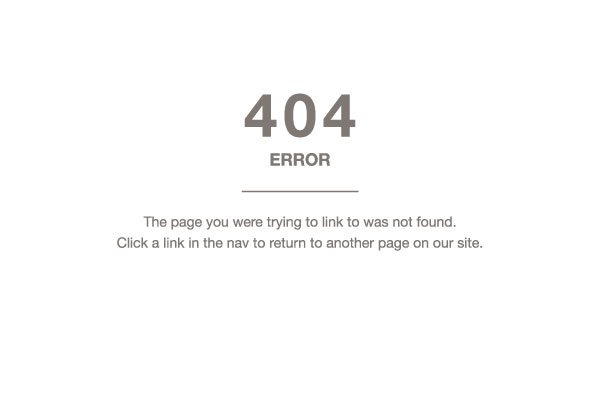 404
ERROR
The page you were trying to link to was not found.
Click a link in the nav to return to another page on our site.